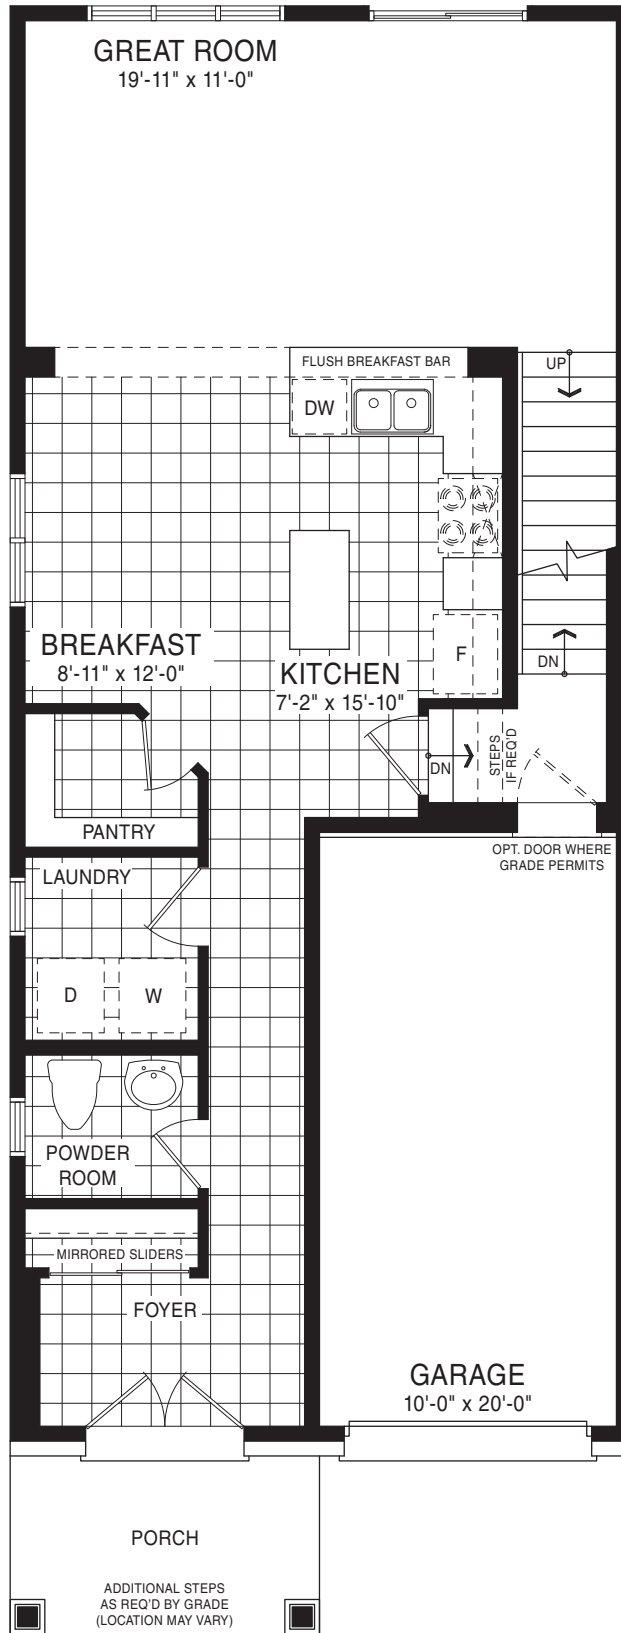 GREAT ROOM
19'-11" x 11'-0"
FLUSH BREAKFAST BAR
UP
DW
BREAKFAST
8'-11" x 12'-0"
F
KITCHEN
7'-2" x 15'-10"
DN
DN
STEPS
IF REQ'D
PANTRY
OPT. DOOR WHERE
GRADE PERMITS
LAUNDRY
D
W
POWDER
ROOM
MIRRORED SLIDERS
FOYER
GARAGE
10'-0" x 20'-0"
PORCH
ADDITIONAL STEPS
AS REQ'D BY GRADE
(LOCATION MAY VARY)